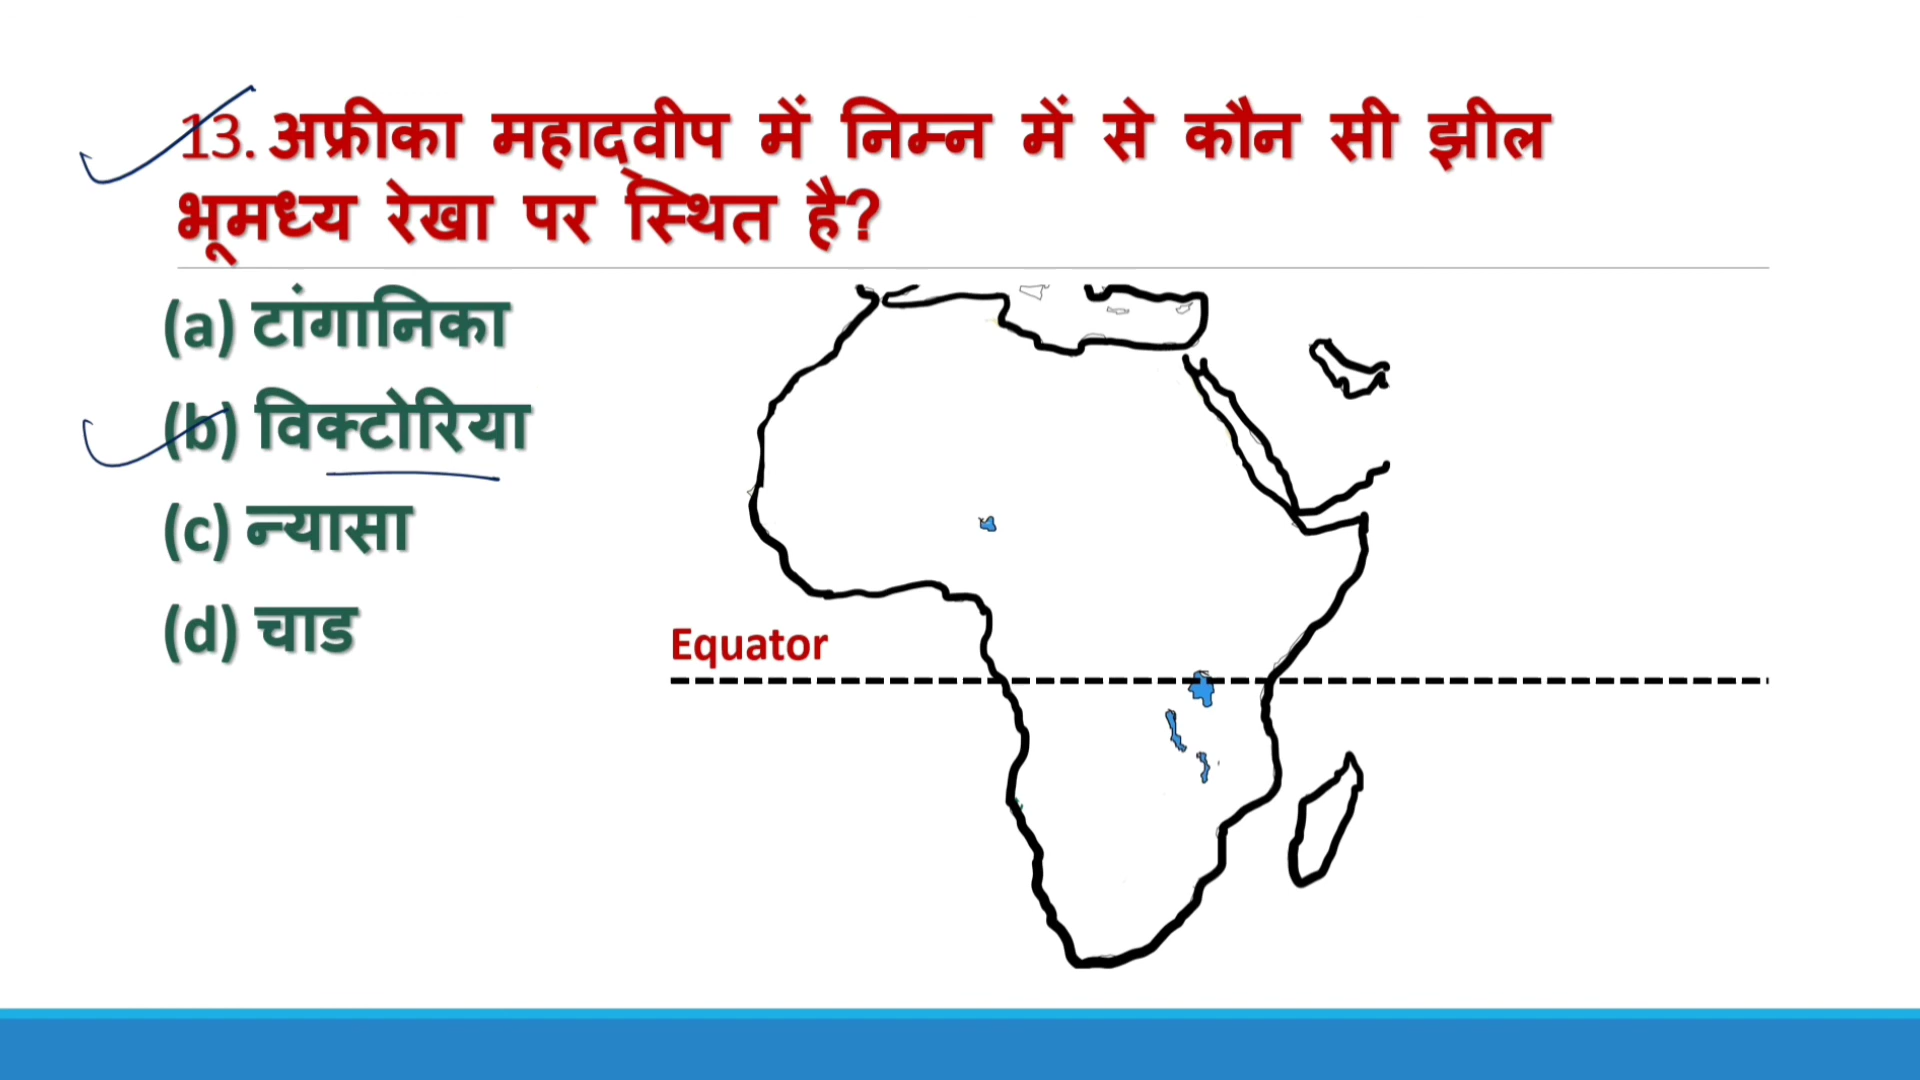 13. अफ्रीका महाद्वीप में निम्न में से कौन सी झील
भूमध्य रेखा पर स्थित है?
(a) टांगानिका
(b) विक्टोरिया
(c) न्यासा
(d) चाड
Equator